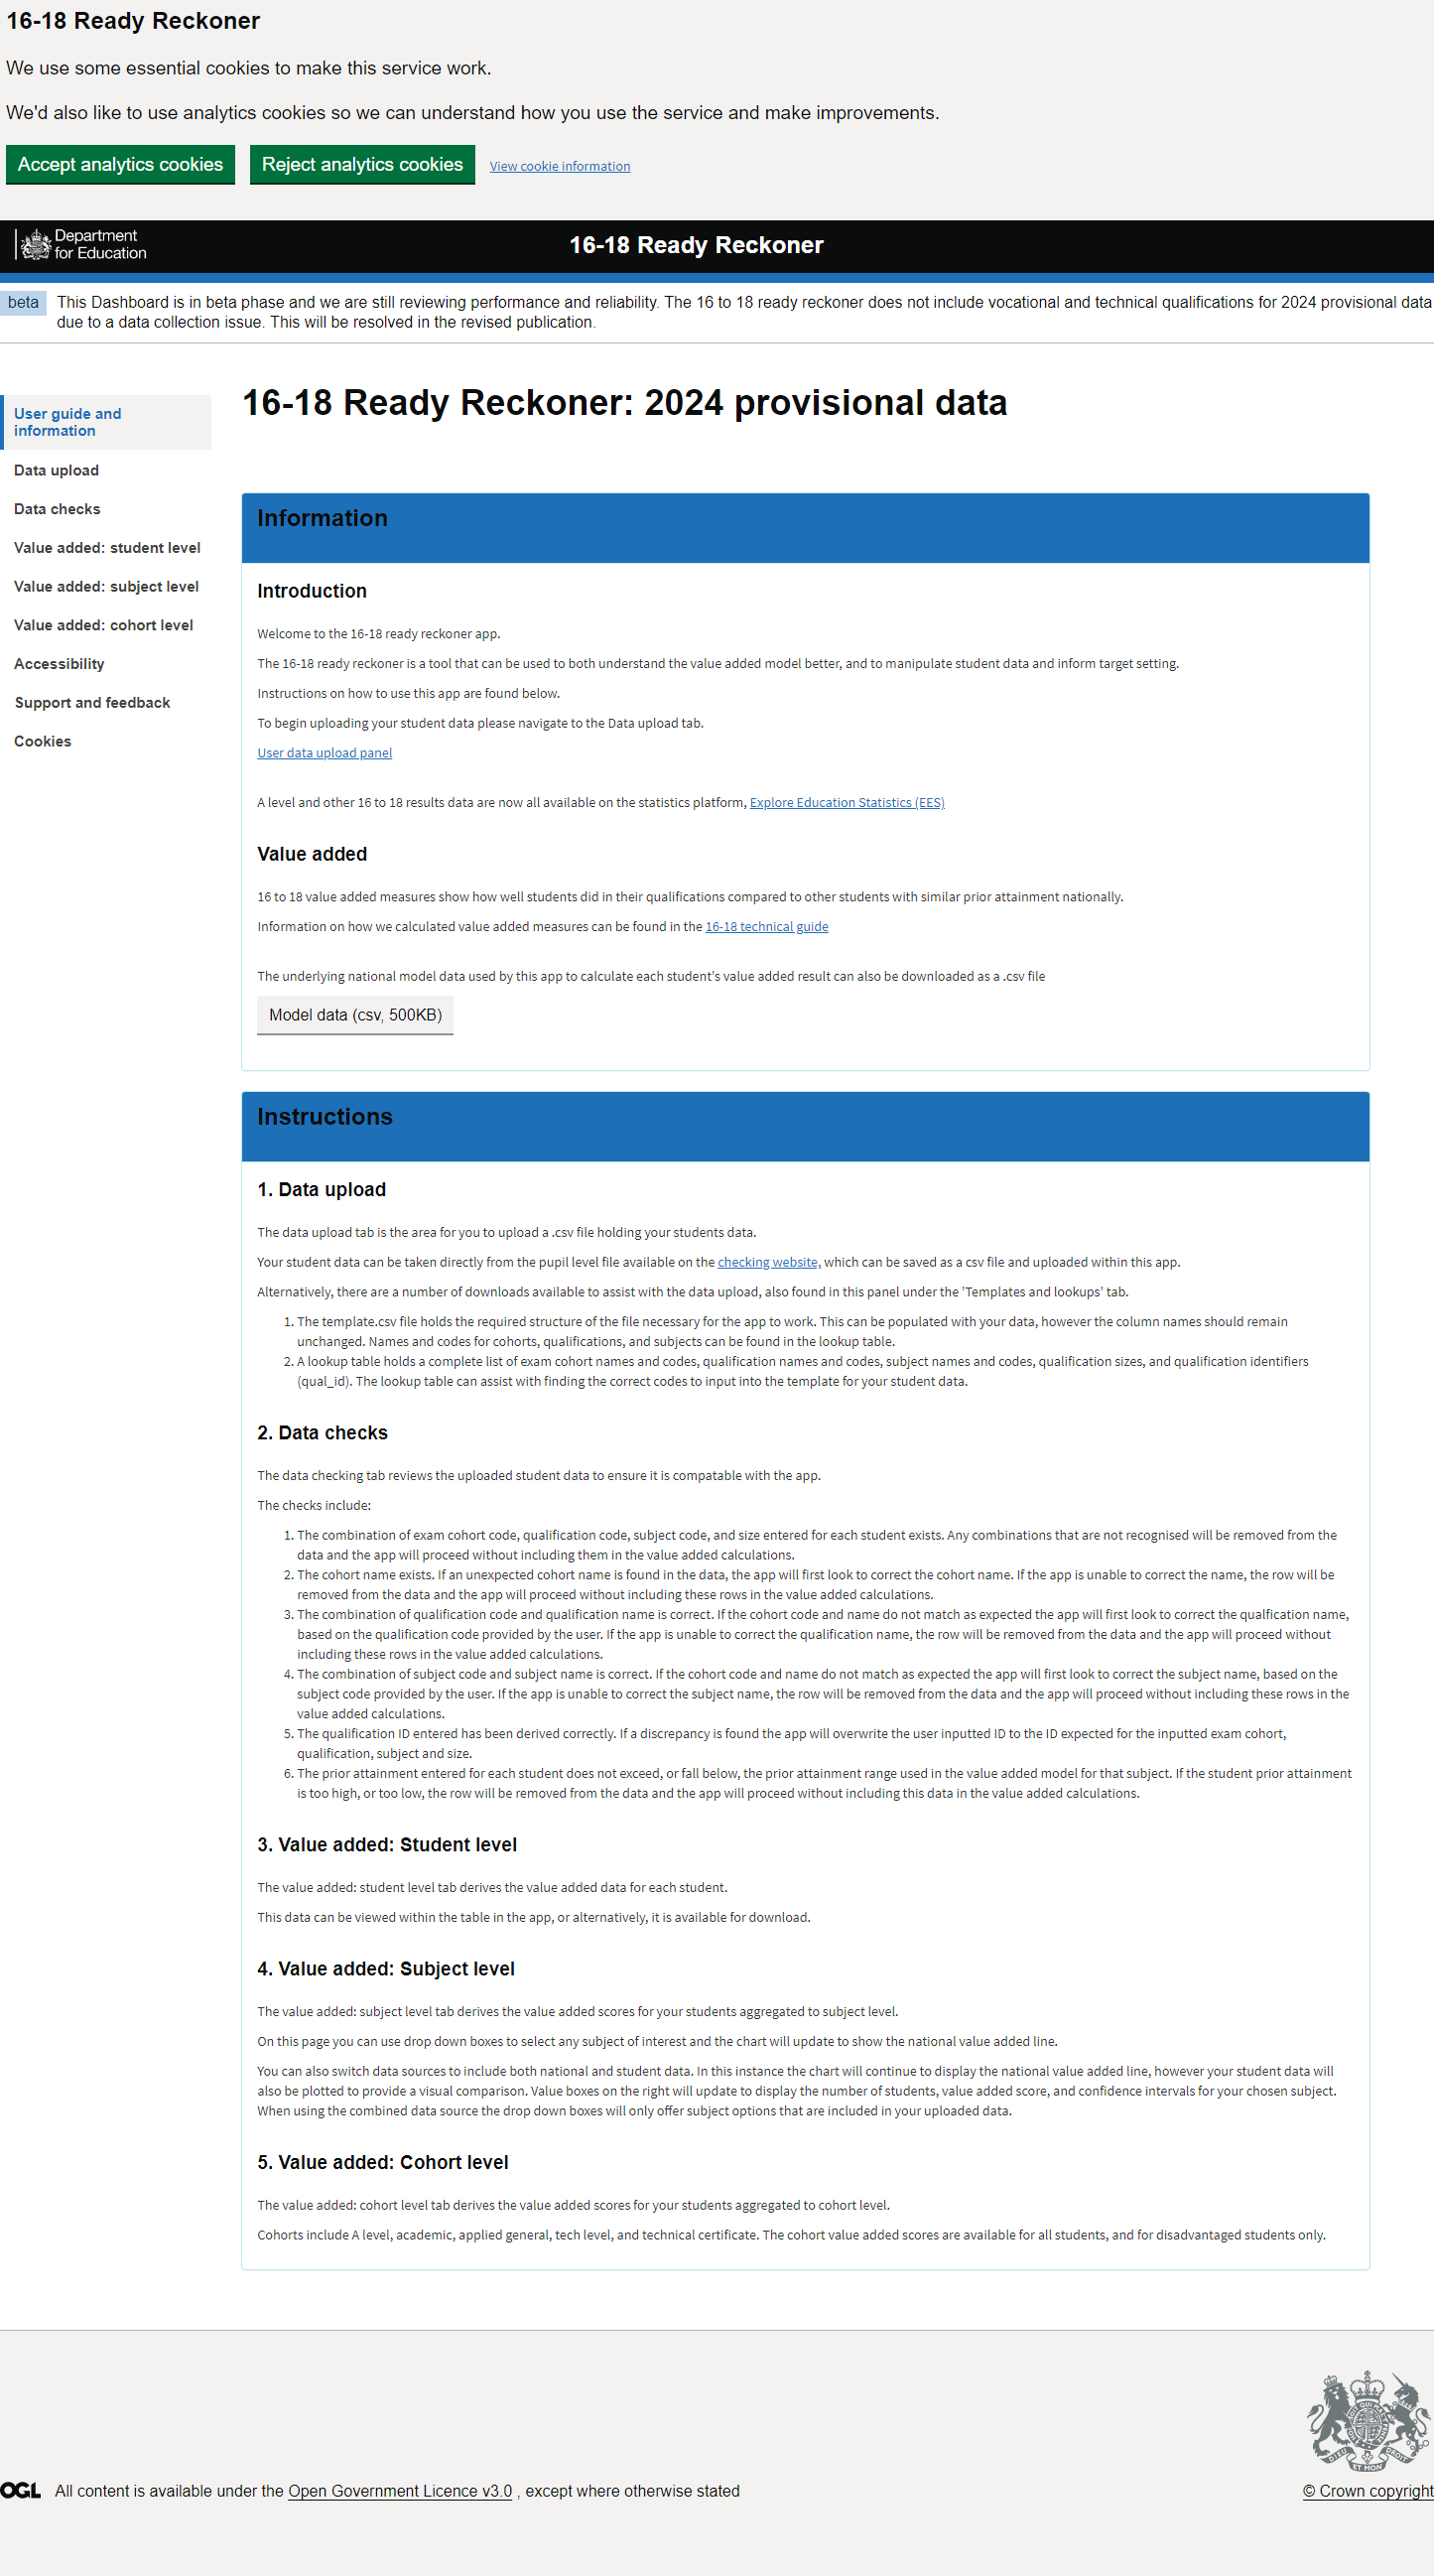 16-18 Ready Reckoner
We use some essential cookies to make this service work.
We'd also like to use analytics cookies so we can understand how you use the service and make improvements.
Accept analytics cookies
Reject analytics cookies
View cookie information
Department
for Education
16-18 Ready Reckoner
beta
This Dashboard is in beta phase and we are still reviewing performance and reliability. The 16 to 18 ready reckoner does not include vocational and technical qualifications for 2024 provisional data
due to a data collection issue. This will be resolved in the revised publication.
User guide and
information
Data upload
Data checks
Value added: student level
Value added: subject level
Value added: cohort level
Accessibility
Support and feedback
Cookies
16-18 Ready Reckoner: 2024 provisional data
Information
Introduction
Welcome to the 16-18 ready reckoner app.
The 16-18 ready reckoner is a tool that can be used to both understand the value added model better, and to manipulate student data and inform target setting.
Instructions on how to use this app are found below.
To begin uploading your student data please navigate to the Data upload tab.
User data upload panel
A level and other 16 to 18 results data are now all available on the statistics platform, Explore Education Statistics (EES)
Value added
16 to 18 value added measures show how well students did in their qualifications compared to other students with similar prior attainment nationally.
Information on how we calculated value added measures can be found in the 16-18 technical guide
The underlying national model data used by this app to calculate each student's value added result can also be downloaded as a .csv file
Model data (csv, 500KB)
Instructions
1. Data upload
The data upload tab is the area for you to upload a .csv file holding your students data.
Your student data can be taken directly from the pupil level file available on the checking website, which can be saved as a csv file and uploaded within this app.
Alternatively, there are a number of downloads available to assist with the data upload, also found in this panel under the 'Templates and lookups' tab.
1. The template.csv file holds the required structure of the file necessary for the app to work. This can be populated with your data, however the column names should remain
unchanged. Names and codes for cohorts, qualifications, and subjects can be found in the lookup table.
2. A lookup table holds a complete list of exam cohort names and codes, qualification names and codes, subject names and codes, qualification sizes, and qualification identifiers
(qual_id). The lookup table can assist with finding the correct codes to input into the template for your student data.
2. Data checks
The data checking tab reviews the uploaded student data to ensure it is compatable with the app.
The checks include:
1. The combination of exam cohort code, qualification code, subject code, and size entered for each student exists. Any combinations that are not recognised will be removed from the
data and the app will proceed without including them in the value added calculations.
2. The cohort name exists. If an unexpected cohort name is found in the data, the app will first look to correct the cohort name. If the app is unable to correct the name, the row will be
removed from the data and the app will proceed without including these rows in the value added calculations.
3. The combination of qualification code and qualification name is correct. If the cohort code and name do not match as expected the app will first look to correct the qualfication name,
based on the qualification code provided by the user. If the app is unable to correct the qualification name, the row will be removed from the data and the app will proceed without
including these rows in the value added calculations.
4. The combination of subject code and subject name is correct. If the cohort code and name do not match as expected the app will first look to correct the subject name, based on the
subject code provided by the user. If the app is unable to correct the subject name, the row will be removed from the data and the app will proceed without including these rows in the
value added calculations.
5. The qualification ID entered has been derived correctly. If a discrepancy is found the app will overwrite the user inputted ID to the ID expected for the inputted exam cohort,
qualification, subject and size.
6. The prior attainment entered for each student does not exceed, or fall below, the prior attainment range used in the value added model for that subject. If the student prior attainment
is too high, or too low, the row will be removed from the data and the app will proceed without including this data in the value added calculations.
3. Value added: Student level
The value added: student level tab derives the value added data for each student.
This data can be viewed within the table in the app, or alternatively, it is available for download.
4. Value added: Subject level
The value added: subject level tab derives the value added scores for your students aggregated to subject level.
On this page you can use drop down boxes to select any subject of interest and the chart will update to show the national value added line.
You can also switch data sources to include both national and student data. In this instance the chart will continue to display the national value added line, however your student data will
also be plotted to provide a visual comparison. Value boxes on the right will update to display the number of students, value added score, and confidence intervals for your chosen subject.
When using the combined data source the drop down boxes will only offer subject options that are included in your uploaded data.
5. Value added: Cohort level
The value added: cohort level tab derives the value added scores for your students aggregated to cohort level.
Cohorts include A level, academic, applied general, tech level, and technical certificate. The cohort value added scores are available for all students, and for disadvantaged students only.
OGL All content is available under the Open Government Licence v3.0 , except where otherwise stated
© Crown copyright